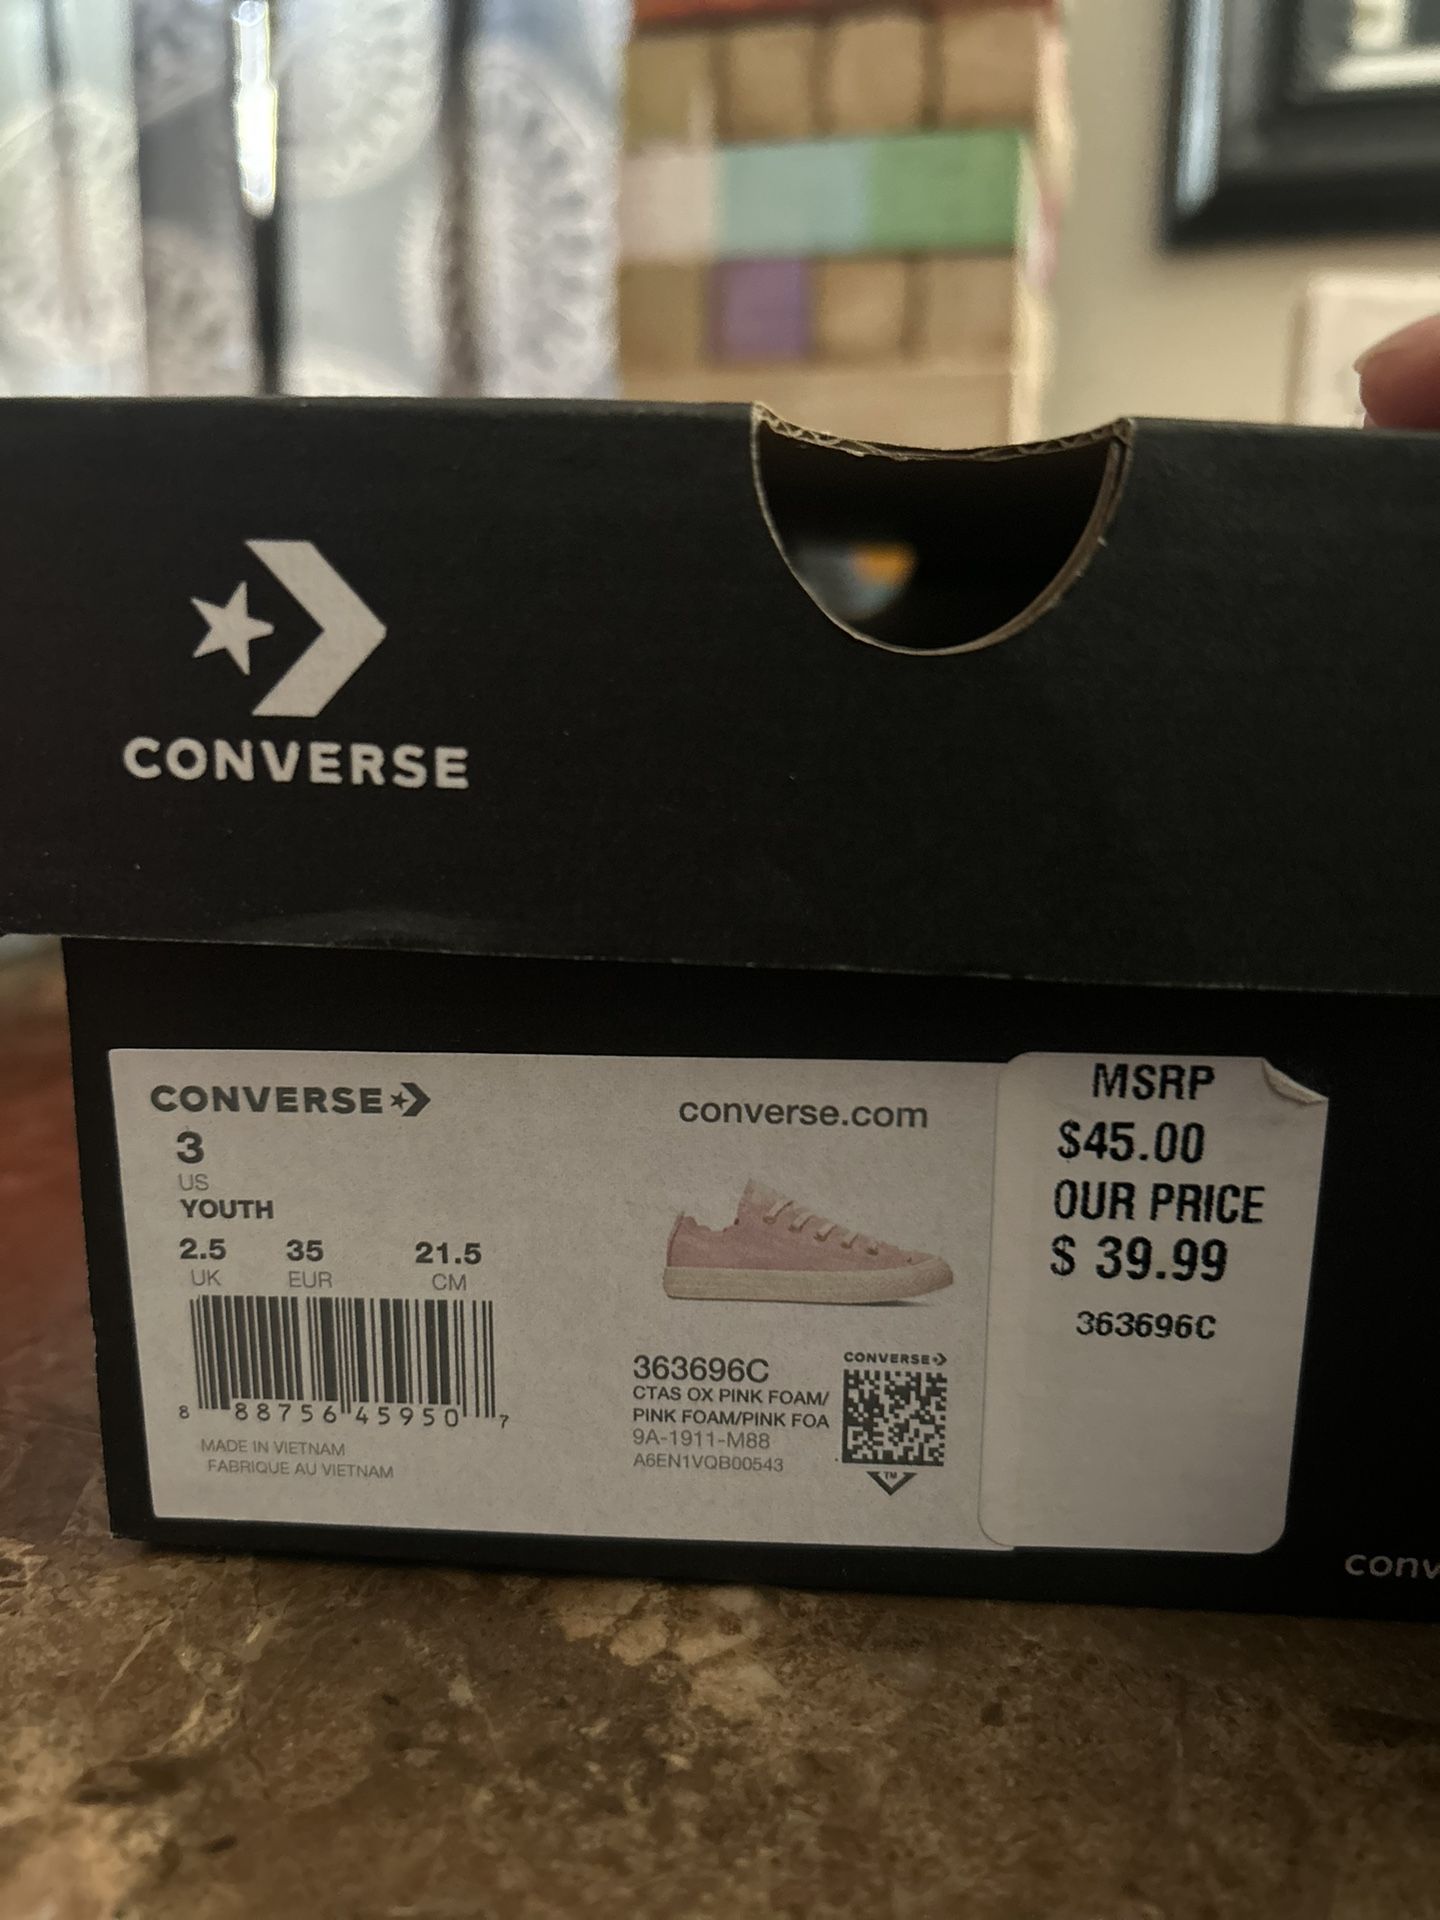 CONVERSE
CONVERSE
3
US
YOUTH
2.5 35 21.5
UK EUR CM
8 88756 45950 7
MADE IN VIETNAM
FABRIQUE AU VIETNAM
converse.com
363696C
CTAS OX PINK FOAM/
PINK FOAM/PINK FOA
9A-1911-M88
A6EN1VQB00543
CONVERSE
TM
MSRP
$45.00
OUR PRICE
$ 39.99
363696C
conv